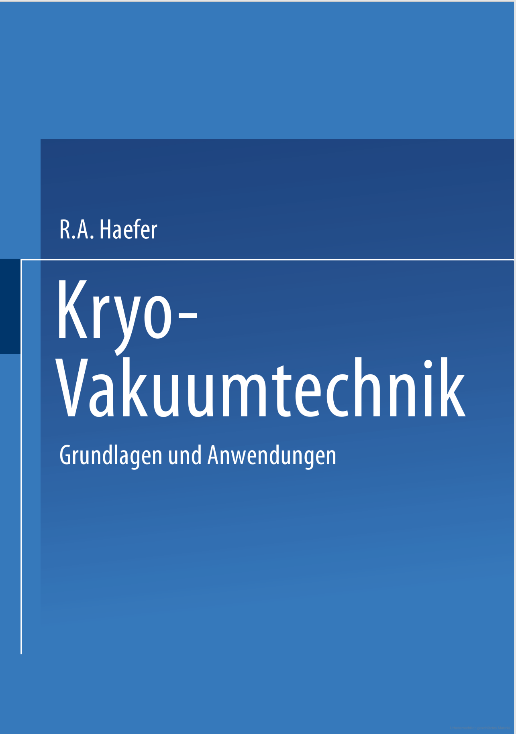 R.A. Haefer
Kryo-
Vakuumtechnik
Grundlagen und Anwendungen